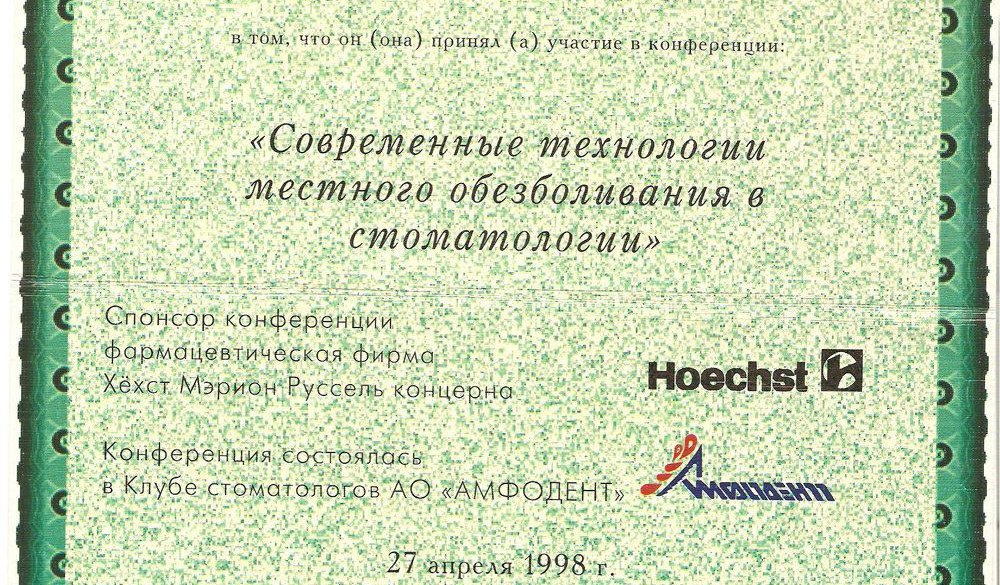 в том, что он (она) принял (а) участие в конференции:
«Современные технологии
местного обезболивания в
стоматологии»
Спонсор конференции
фармацевтическая фирма
Хёхст Мэрион Руссель концерна
Hoechst
Конференция состоялась
в Клубе стоматологов АО «АМФОДЕНТ»
Амфодент
27 апреля 1998 г.